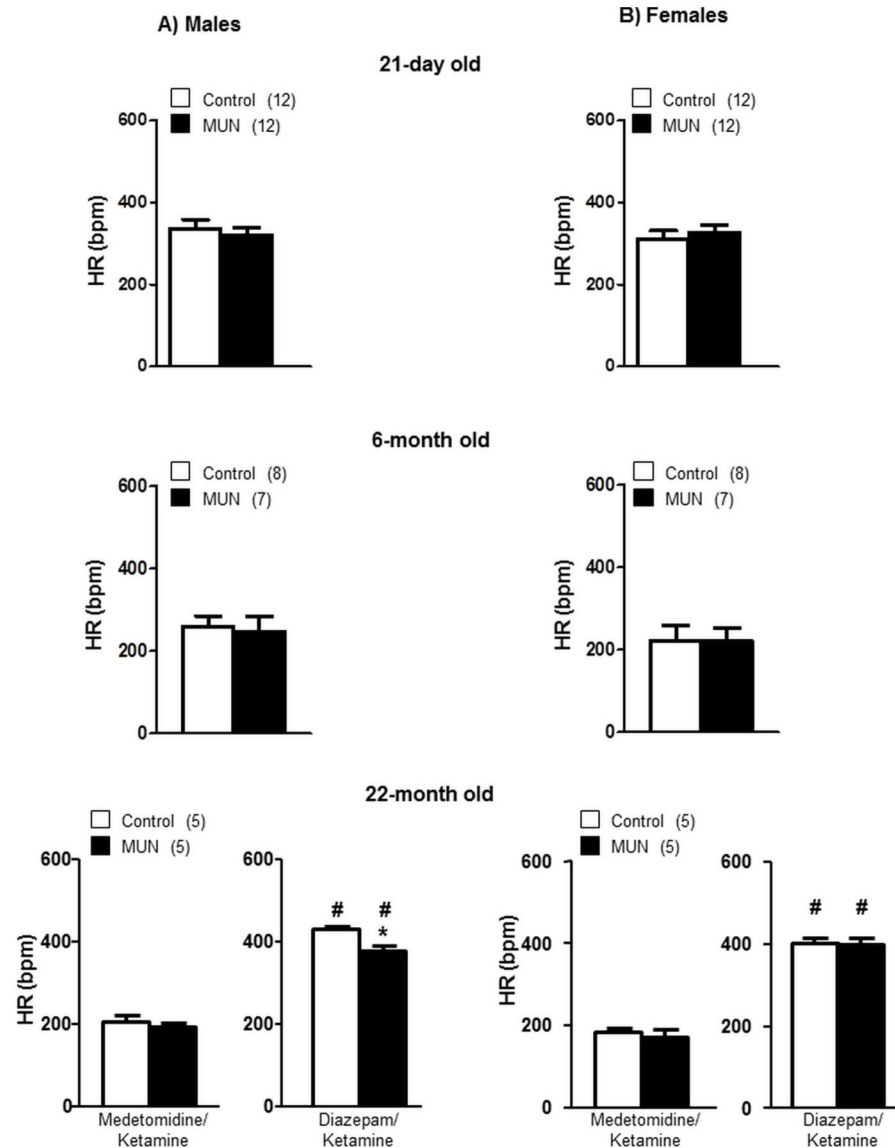 A) Males
B) Females
21-day old
Control (12)
MUN (12)
600
400
200
0
HR (bpm)
Control (12)
MUN (12)
600
400
200
0
HR (bpm)
6-month old
Control (8)
MUN (7)
600
400
200
0
HR (bpm)
Control (8)
MUN (7)
600
400
200
0
HR (bpm)
22-month old
Control (5)
MUN (5)
600
400
200
0
HR (bpm)
Medetomidine/
Ketamine
600
400
200
0
# #
*
Diazepam/
Ketamine
Control (5)
MUN (5)
600
400
200
0
HR (bpm)
Medetomidine/
Ketamine
600
400
200
0
# #
Diazepam/
Ketamine